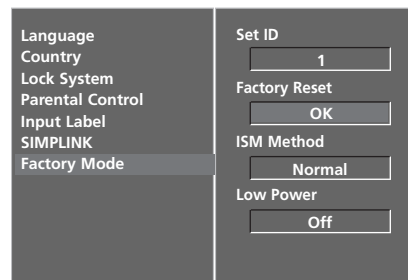 Language
Country
Lock System
Parental Control
Input Label
SIMPLINK
Factory Mode
Set ID
1
Factory Reset
OK
ISM Method
Normal
Low Power
Off